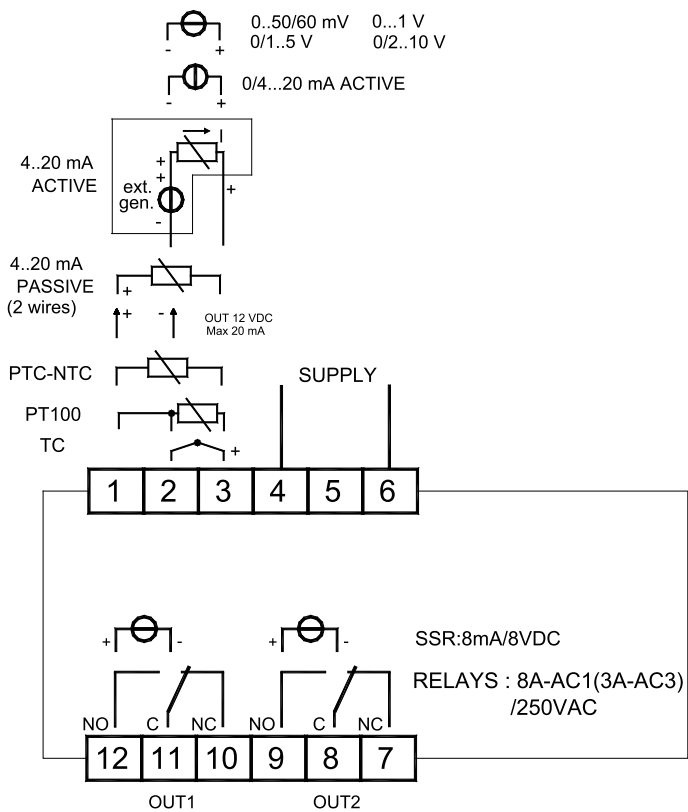 0..50/60 mV 0...1 V
0/1..5 V 0/2..10 V
- +
0/4...20 mA ACTIVE
- +
I
4..20 mA
ACTIVE
+
+
ext.
gen.
+
-
4..20 mA
PASSIVE
(2 wires)
+
+ -
OUT 12 VDC
Max 20 mA
PTC-NTC
SUPPLY
PT100
TC
+
1 2 3 4 5 6
+ - + -
SSR:8mA/8VDC
RELAYS : 8A-AC1(3A-AC3)
/250VAC
NO C NC NO C NC
12 11 10 9 8 7
OUT1 OUT2